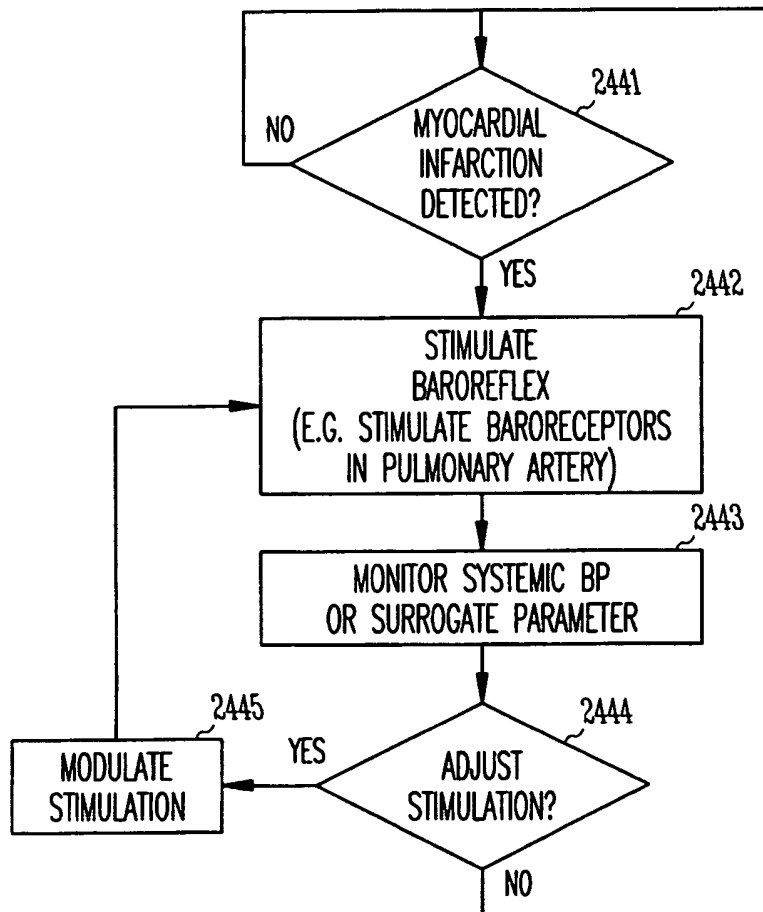 2441
NO
MYOCARDIAL
INFARCTION
DETECTED?
YES
2442
STIMULATE
BAROREFLEX
(E.G. STIMULATE BARORECEPTORS
IN PULMONARY ARTERY)
2443
MONITOR SYSTEMIC BP
OR SURROGATE PARAMETER
2445
2444
MODULATE
STIMULATION
YES
ADJUST
STIMULATION?
NO